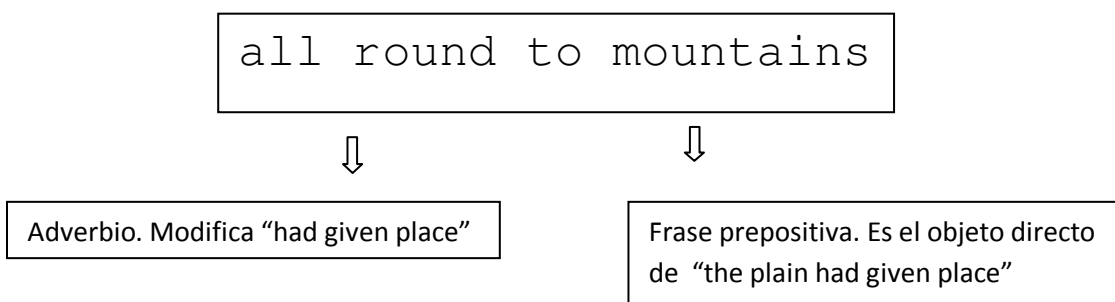 all round to mountains
Adverbio. Modifica “had given place”
Frase prepositiva. Es el objeto directo
de “the plain had given place”